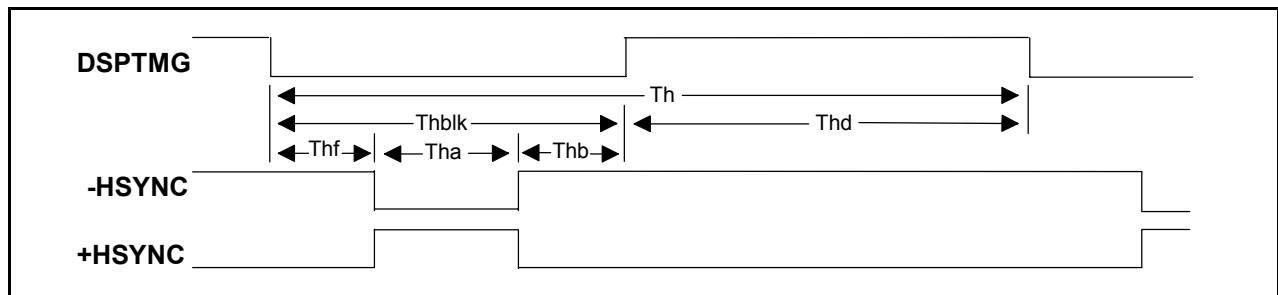 DSPTMG
Th
Thblk
Thd
Thf
Tha
Thb
-HSYNC
+HSYNC